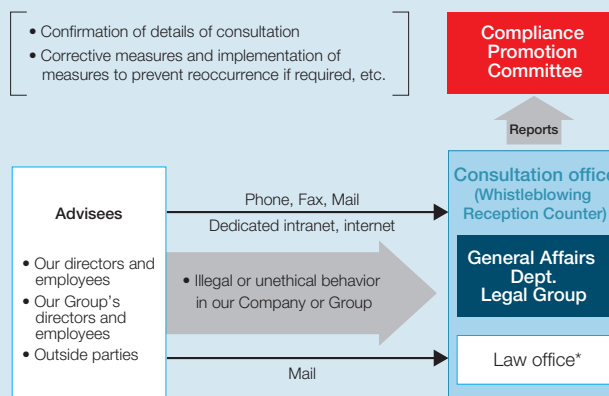 • Confirmation of details of consultation
• Corrective measures and implementation of
measures to prevent reoccurrence if required, etc.
Compliance
Promotion
Committee
Reports
Advisees
• Our directors and
employees
• Our Group's
directors and
employees
• Outside parties
Phone, Fax, Mail
Dedicated intranet, internet
• Illegal or unethical behavior
in our Company or Group
Mail
Consultation office
(Whistleblowing
Reception Counter)
General Affairs
Dept.
Legal Group
Law office*